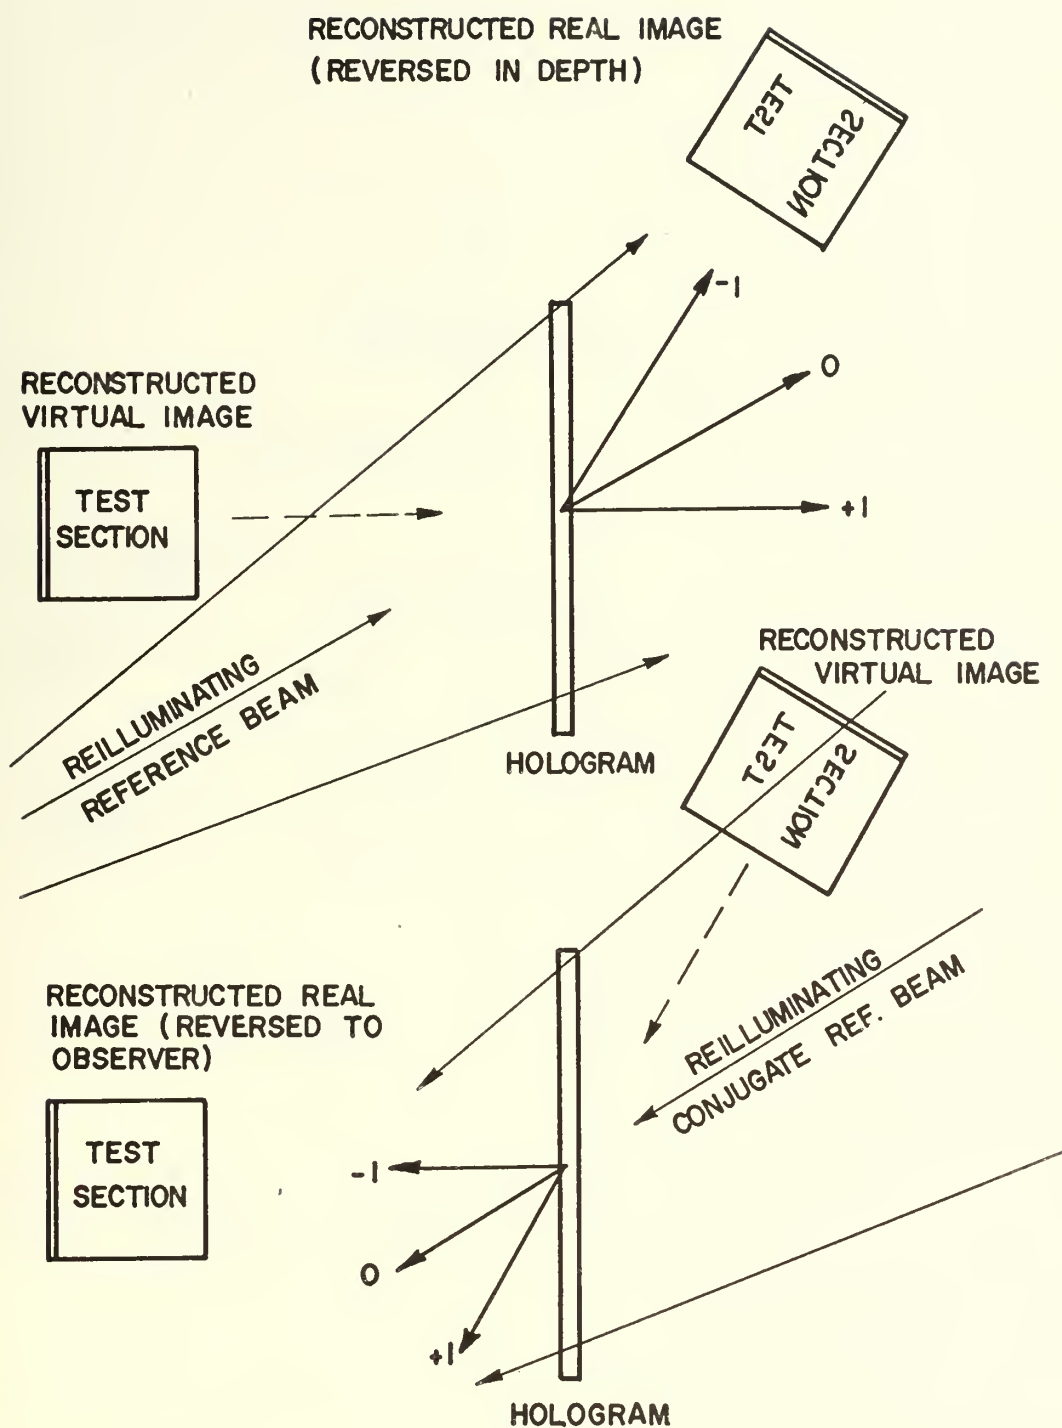 RECONSTRUCTED REAL IMAGE
(REVERSED IN DEPTH)
TEST
SECTION
-1
0
+1
RECONSTRUCTED
VIRTUAL IMAGE
TEST
SECTION
REILLUMINATING
REFERENCE BEAM
HOLOGRAM
RECONSTRUCTED
VIRTUAL IMAGE
TEST
SECTION
REILLUMINATING
CONJUGATE REF. BEAM
RECONSTRUCTED REAL
IMAGE (REVERSED TO
OBSERVER)
TEST
SECTION
-1
0
+1
HOLOGRAM